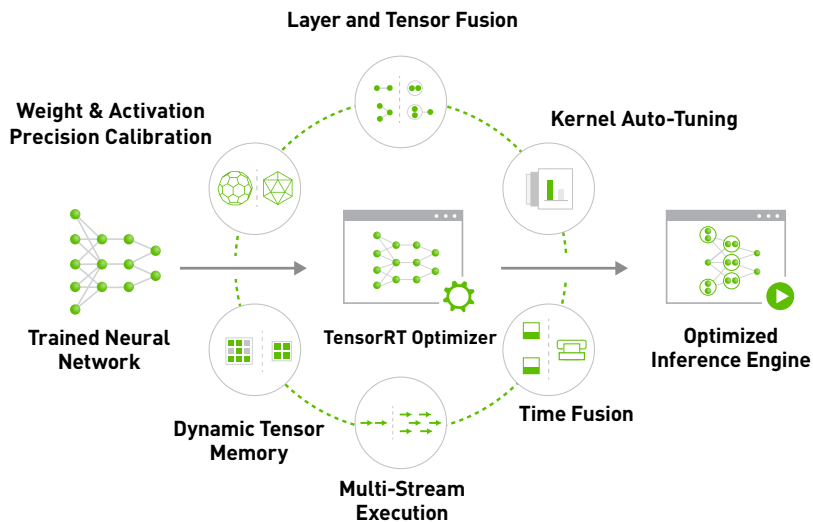 Layer and Tensor Fusion
Weight & Activation
Precision Calibration
Kernel Auto-Tuning
Trained Neural
Network
TensorRT Optimizer
Optimized
Inference Engine
Dynamic Tensor
Memory
Time Fusion
Multi-Stream
Execution